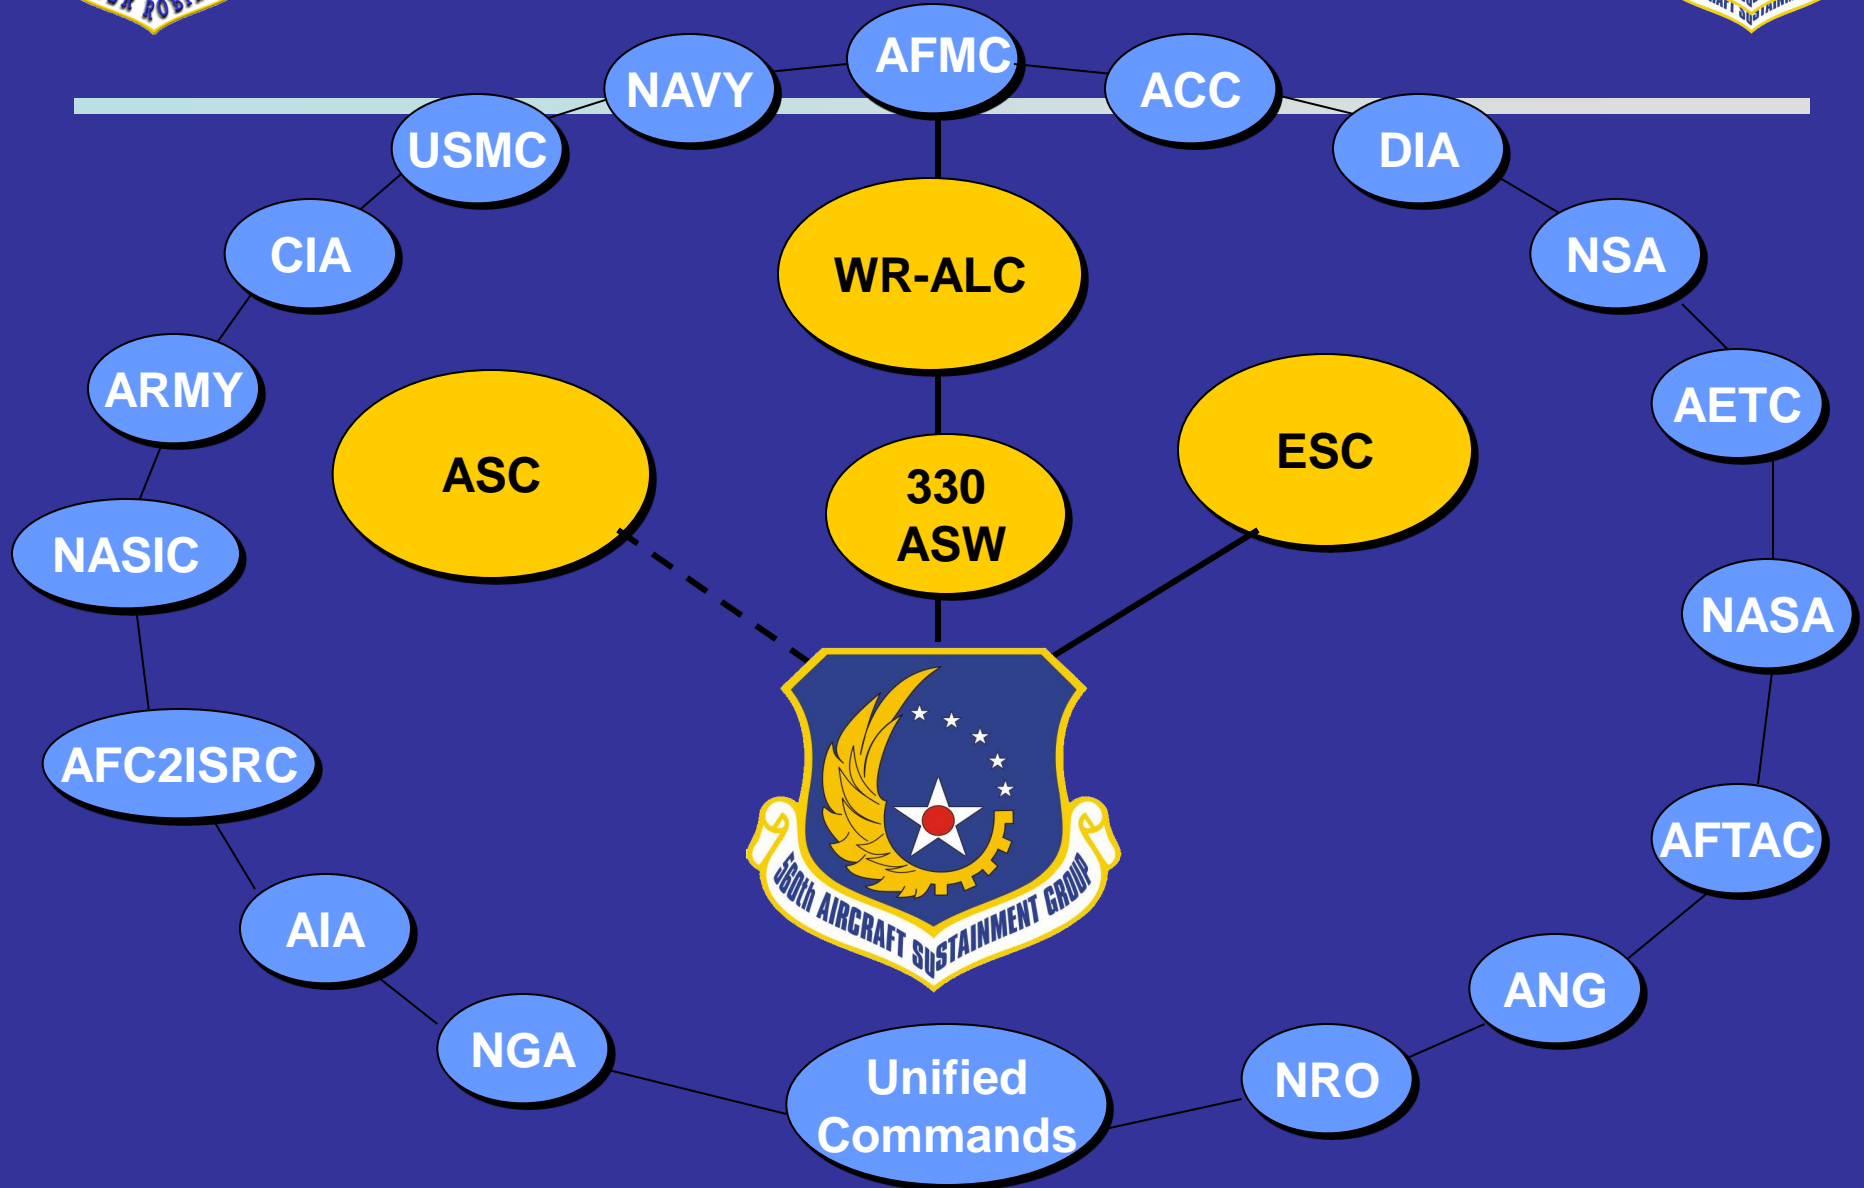 AFMC
NAVY
ACC
USMC
DIA
CIA
NSA
WR-ALC
ARMY
AETC
ASC
ESC
330
ASW
NASIC
NASA
AFC2ISRC
AFTAC
560th AIRCRAFT SUSTAINMENT GROUP
AIA
ANG
NGA
NRO
Unified
Commands